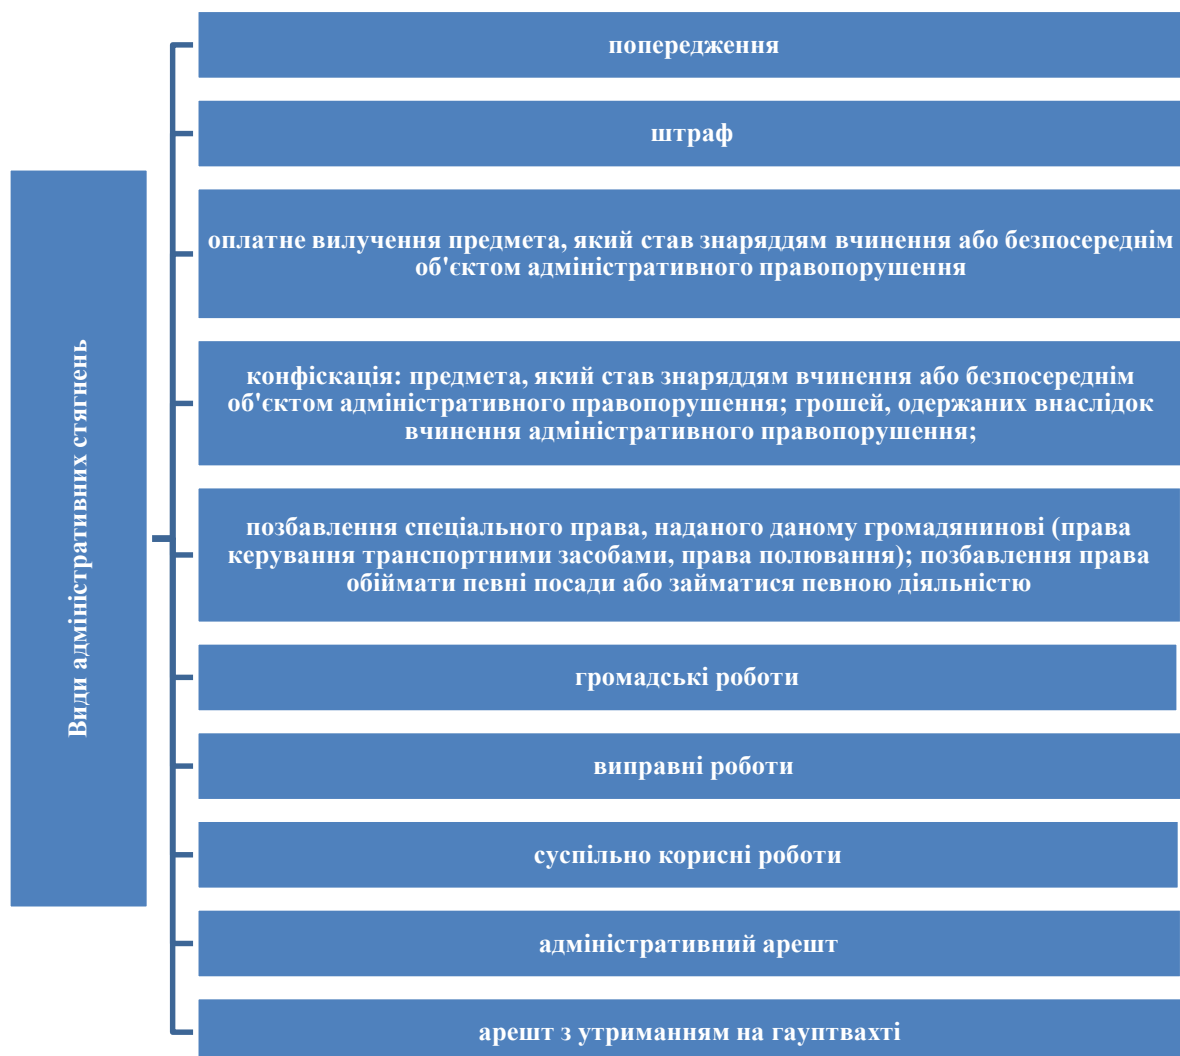 Види адміністративних стягнень
попередження
штраф
оплатне вилучення предмета, який став знаряддям вчинення або безпосереднім
об'єктом адміністративного правопорушення
конфіскація: предмета, який став знаряддям вчинення або безпосереднім
об'єктом адміністративного правопорушення; грошей, одержаних внаслідок
вчинення адміністративного правопорушення;
позбавлення спеціального права, наданого даному громадянинові (права
керування транспортними засобами, права полювання); позбавлення права
обіймати певні посади або займатися певною діяльністю
громадські роботи
виправні роботи
суспільно корисні роботи
адміністративний арешт
арешт з утриманням на гауптвахті